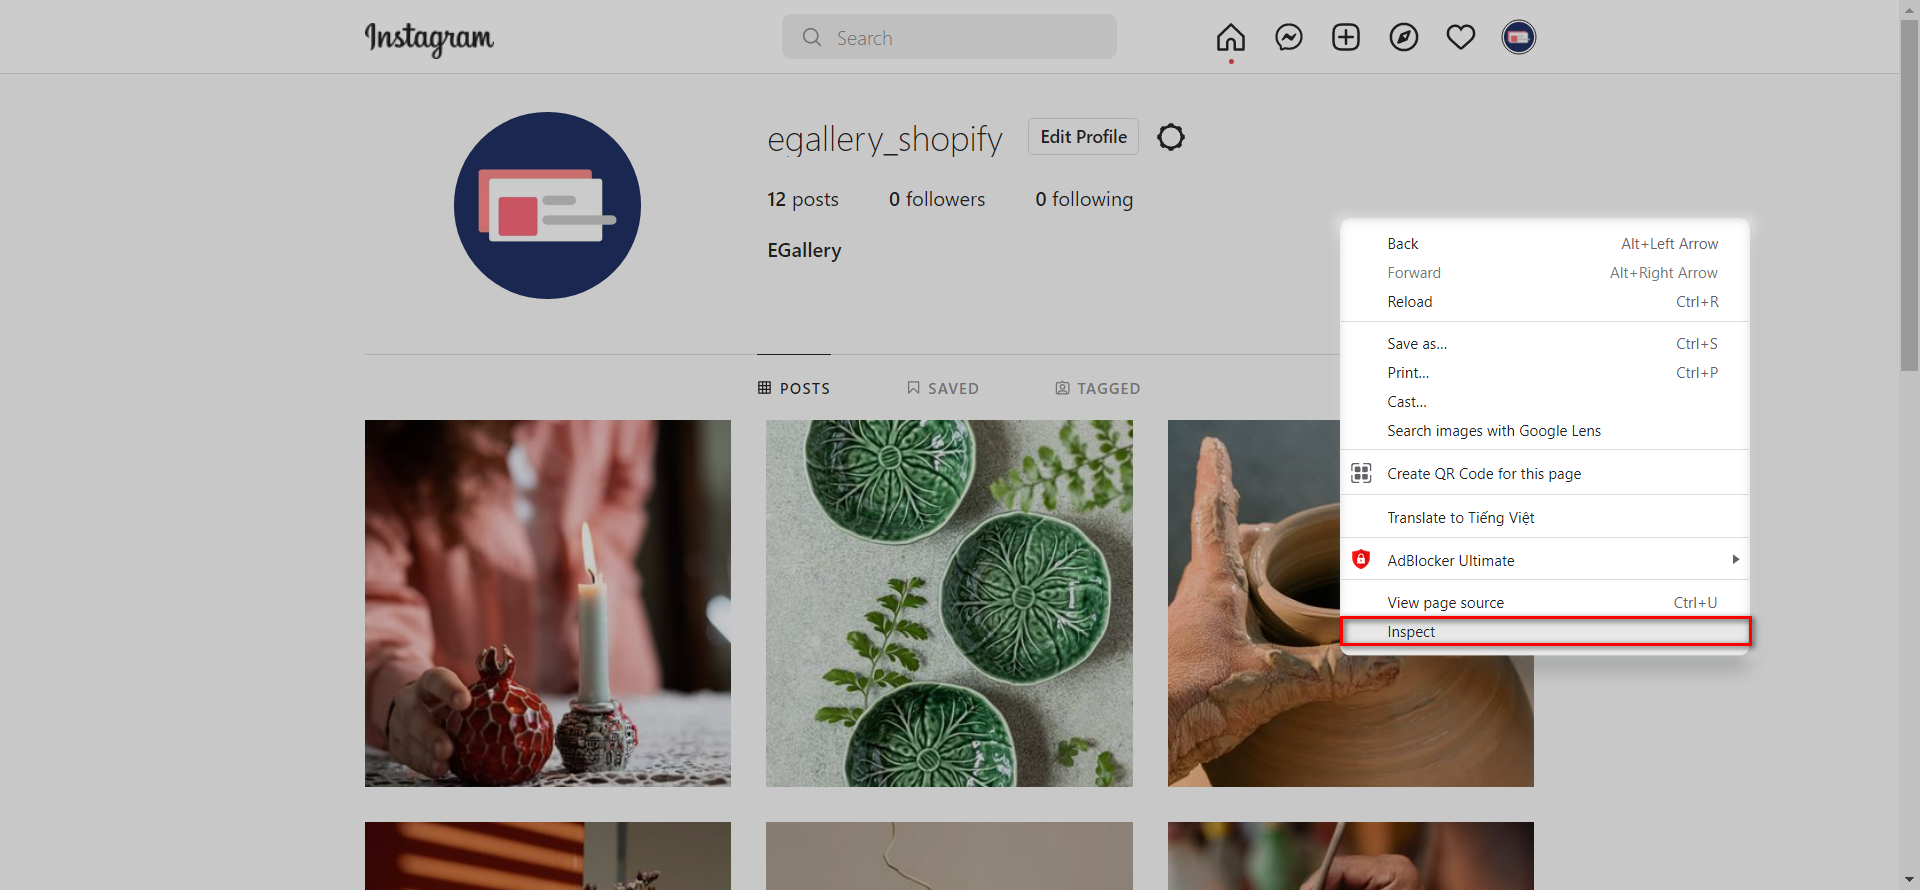 Instagram
Search
egallery_shopify
Edit Profile
12 posts
0 followers
0 following
EGallery
Back Alt+Left Arrow
Forward Alt+Right Arrow
Reload Ctrl+R
Save as... Ctrl+S
Print... Ctrl+P
Cast...
Search images with Google Lens
Create QR Code for this page
Translate to Tiếng Việt
AdBlocker Ultimate
View page source Ctrl+U
Inspect
POSTS
SAVED
TAGGED